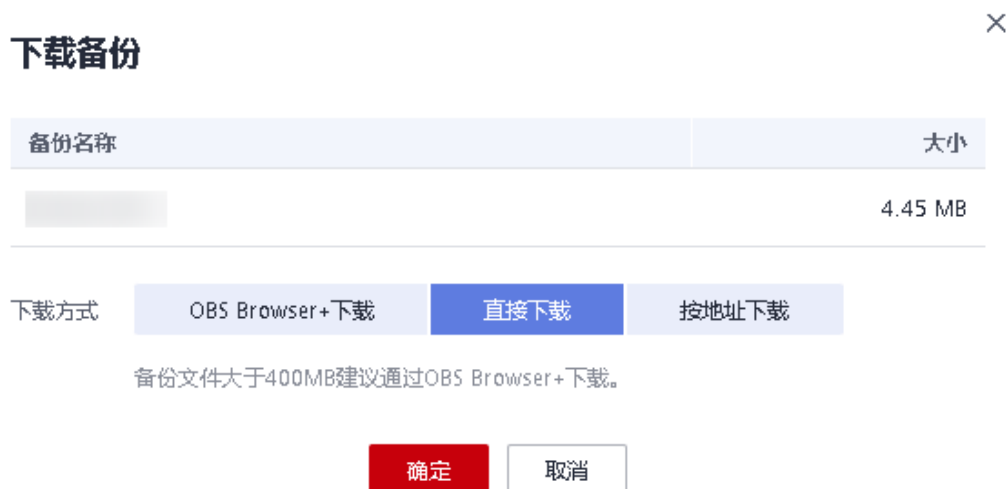 下载备份
备份名称 大小
4.45 MB
下载方式 OBS Browser+下载 直接下载 按地址下载
备份文件大于400MB建议通过OBS Browser+下载。
确定 取消